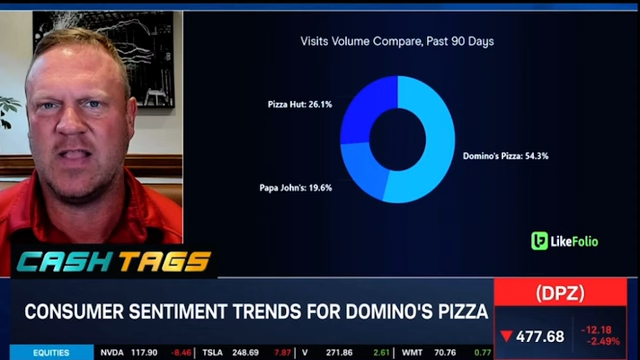 Visits Volume Compare, Past 90 Days
Pizza Hut: 26.1%
Domino's Pizza: 54.3%
Papa John's: 19.6%
LikeFolio
CASH TAGS
CONSUMER SENTIMENT TRENDS FOR DOMINO'S PIZZA
(DPZ)
477.68
-12.18
-2.49%
EQUITIES NVDA 117.90 -8.46 TSLA 248.69 7.87 V 271.86 2.61 WMT 70.76 0.77